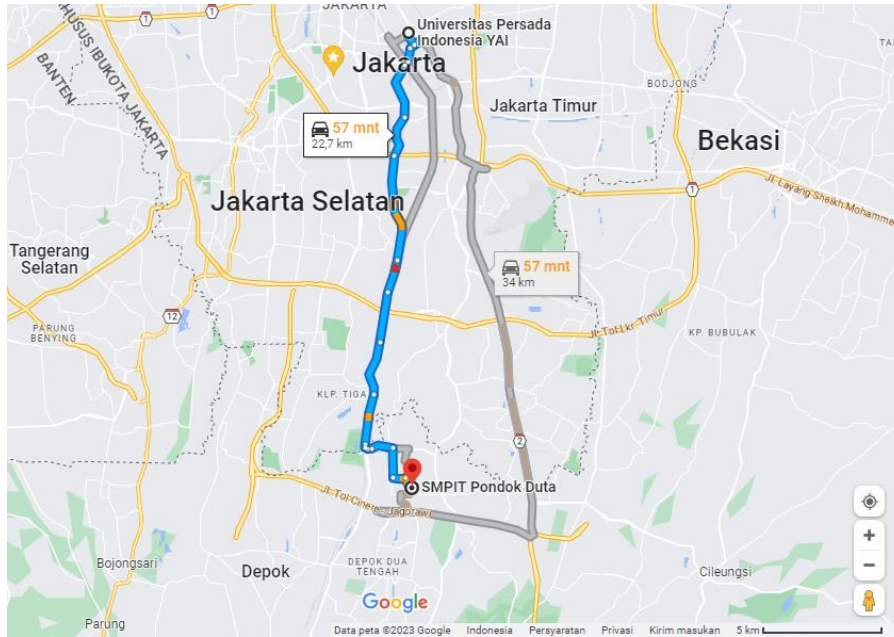 JAKARTA
Universitas Persada
Indonesia YAI
KHUSUS IBUKOTA JAKARTA
BANTEN
Jakarta
Jakarta Timur
BODJONG
TA
1
57 mnt
22,7 km
Bekasi
Jl. Layang Sheikh Mohammed
1
Jakarta Selatan
Tangerang
Selatan
57 mnt
34 km
12
PARUNG
BENYING
Jl. Tol Lkr. Timur
KP. BUBULAK
KLP. TIGA
2
SMPIT Pondok Duta
Jl. Tol Cinere - Jagorawi
Bojongsari
Depok
DEPOK DUA
TENGAH
Cileungsi
Google
Parung
Data peta ©2023 Google Indonesia Persyaratan Privasi Kirim masukan 5 km